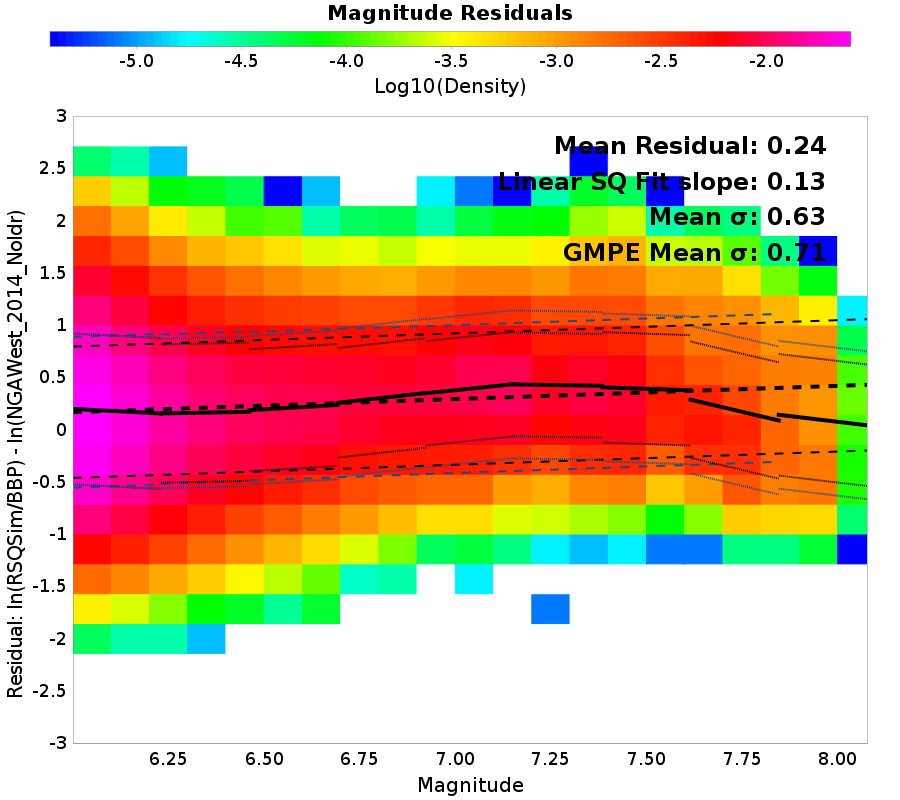 Magnitude Residuals
-5.0 -4.5 -4.0 -3.5 -3.0 -2.5 -2.0
Log10(Density)
Mean Residual: 0.24
Linear SQ Fit slope: 0.13
Mean σ: 0.63
GMPE Mean σ: 0.71
Residual: ln(RSQSim/BBP) - ln(NGAWest_2014_NoIdr)
3
2.5
2
1.5
1
0.5
0
-0.5
-1
-1.5
-2
-2.5
-3
6.25 6.50 6.75 7.00 7.25 7.50 7.75 8.00
Magnitude